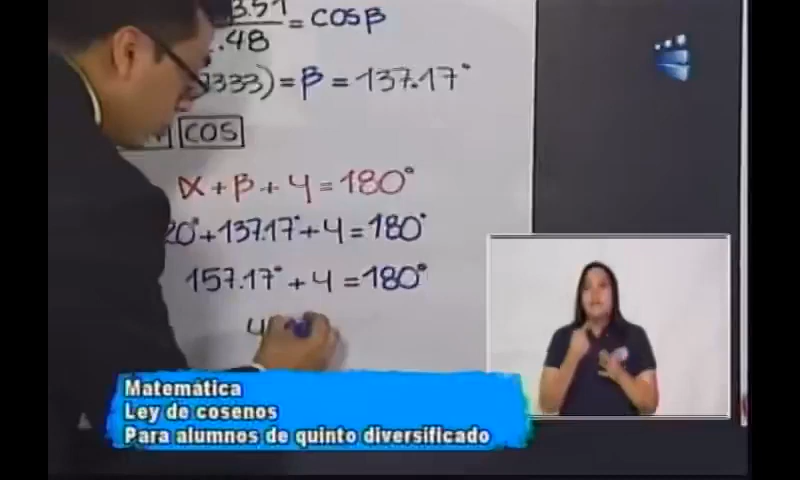 = COS β
.48
333) = β = 137.17°
COS
α + β + γ = 180°
20° + 137.17° + γ = 180°
157.17° + γ = 180°
γ
Matemática
Ley de cosenos
Para alumnos de quinto diversificado